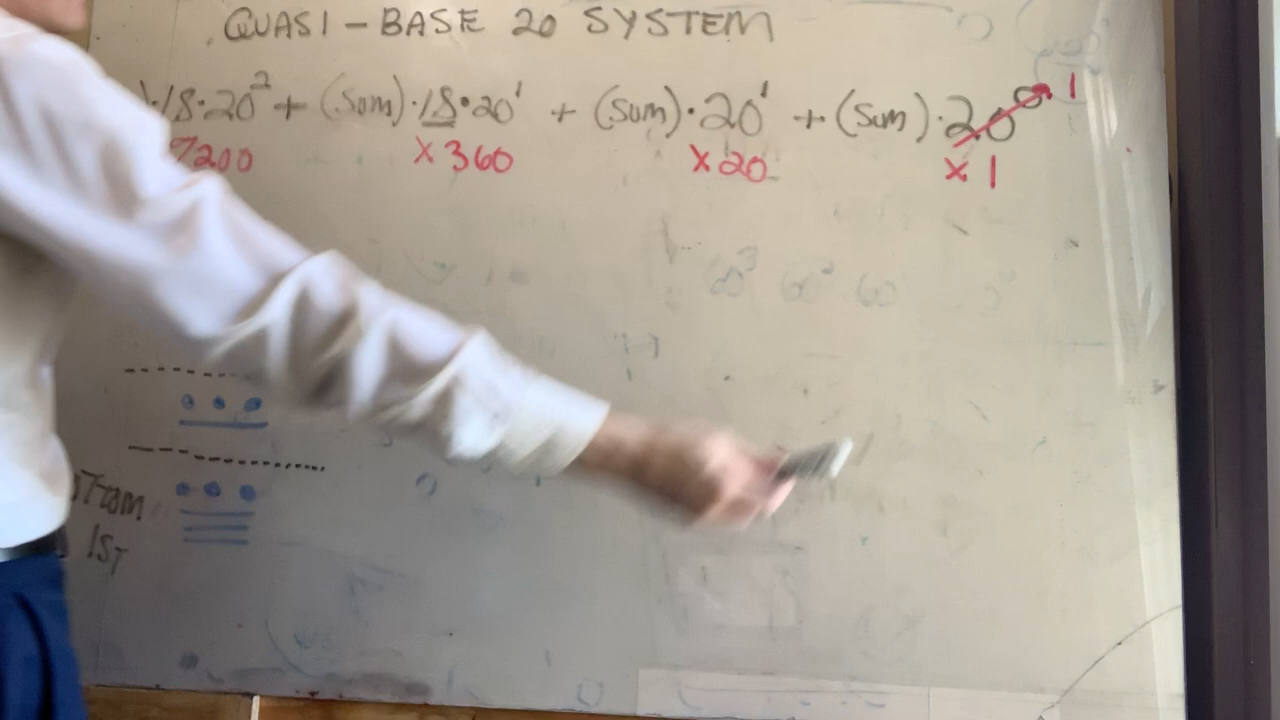 QUASI-BASE 20 SYSTEM
18·20² + (Sum)·18·20¹ + (Sum)·20¹ + (Sum)·20⁰ 1
7200 x 360 x 20 x 1
60³ 60² 60
1ST